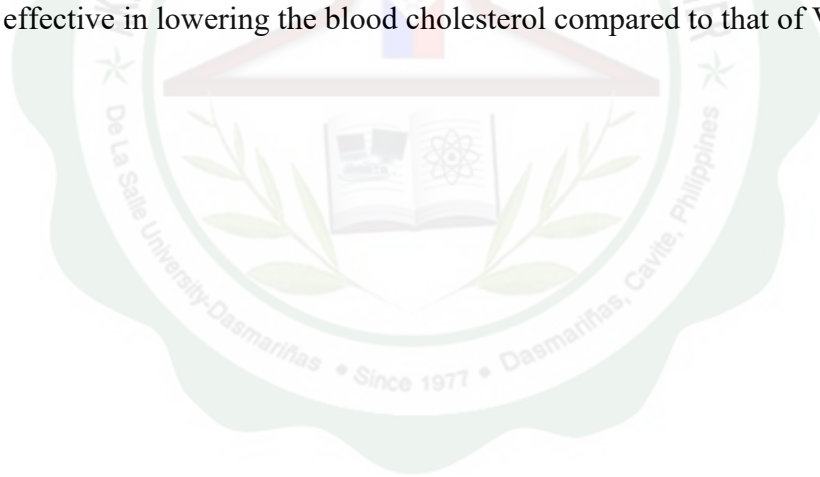 effective in lowering the blood cholesterol compared to that of
De La Salle University-Dasmariñas • Since 1977 • Dasmariñas, Cavite, Philippines